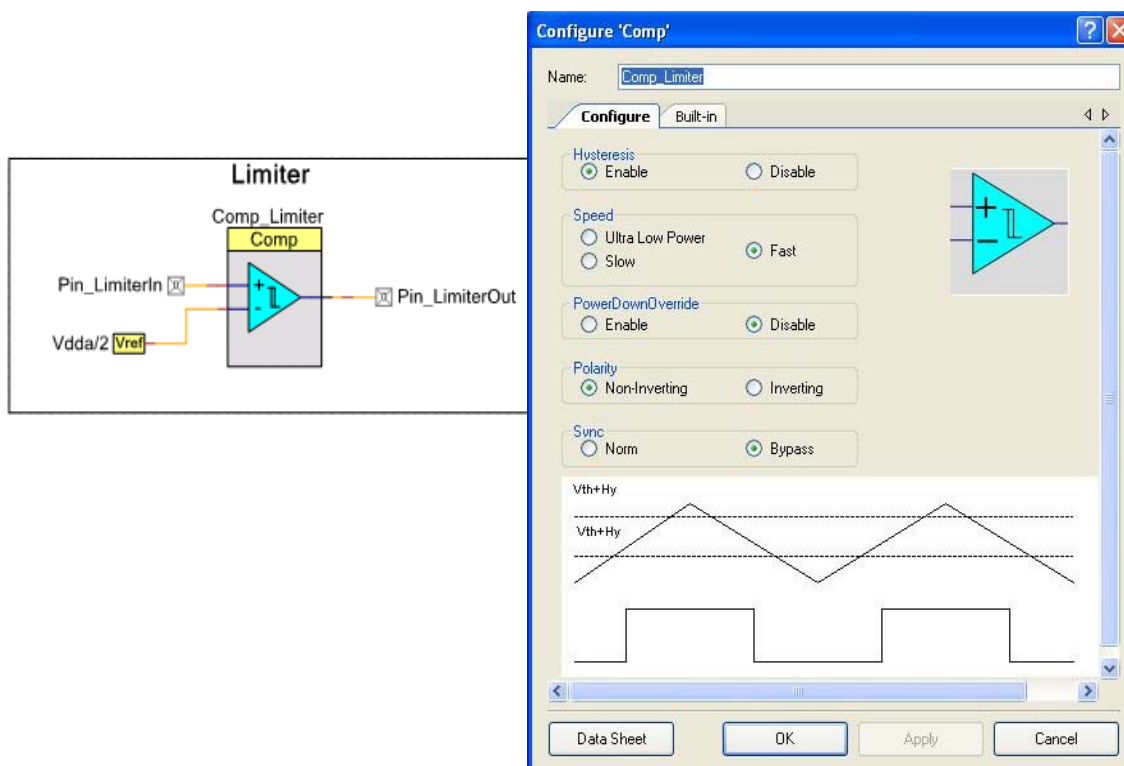 Limiter
Comp_Limiter
Comp
Pin_LimiterIn
+
-
Pin_LimiterOut
Vdda/2 Vref
Configure 'Comp'
Name: Comp_Limiter
Configure Built-in
Hysteresis
Enable Disable
Speed
Ultra Low Power
Fast
Slow
PowerDownOverride
Enable Disable
Polarity
Non-Inverting Inverting
Sync
Norm Bypass
Vth+Hy
Vth+Hy
Data Sheet OK Apply Cancel